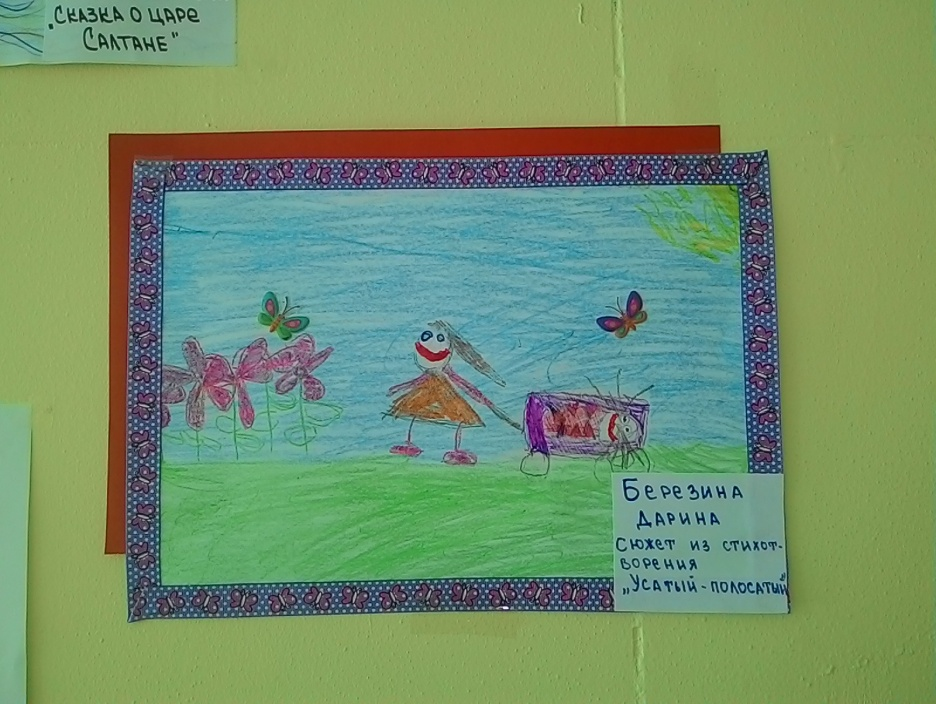 „Сказка о царе
Салтане"
Березина
Дарина
Сюжет из стихот-
ворения
„Усатый-полосатый"